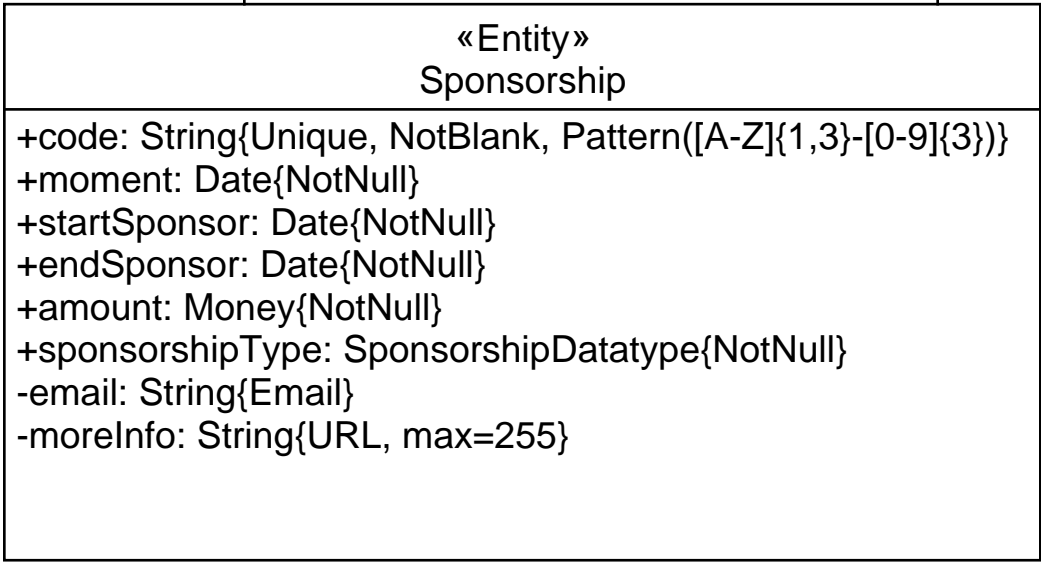 «Entity»
Sponsorship
+code: String{Unique, NotBlank, Pattern([A-Z]{1,3}-[0-9]{3})}
+moment: Date{NotNull}
+startSponsor: Date{NotNull}
+endSponsor: Date{NotNull}
+amount: Money{NotNull}
+sponsorshipType: SponsorshipDatatype{NotNull}
-email: String{Email}
-moreInfo: String{URL, max=255}